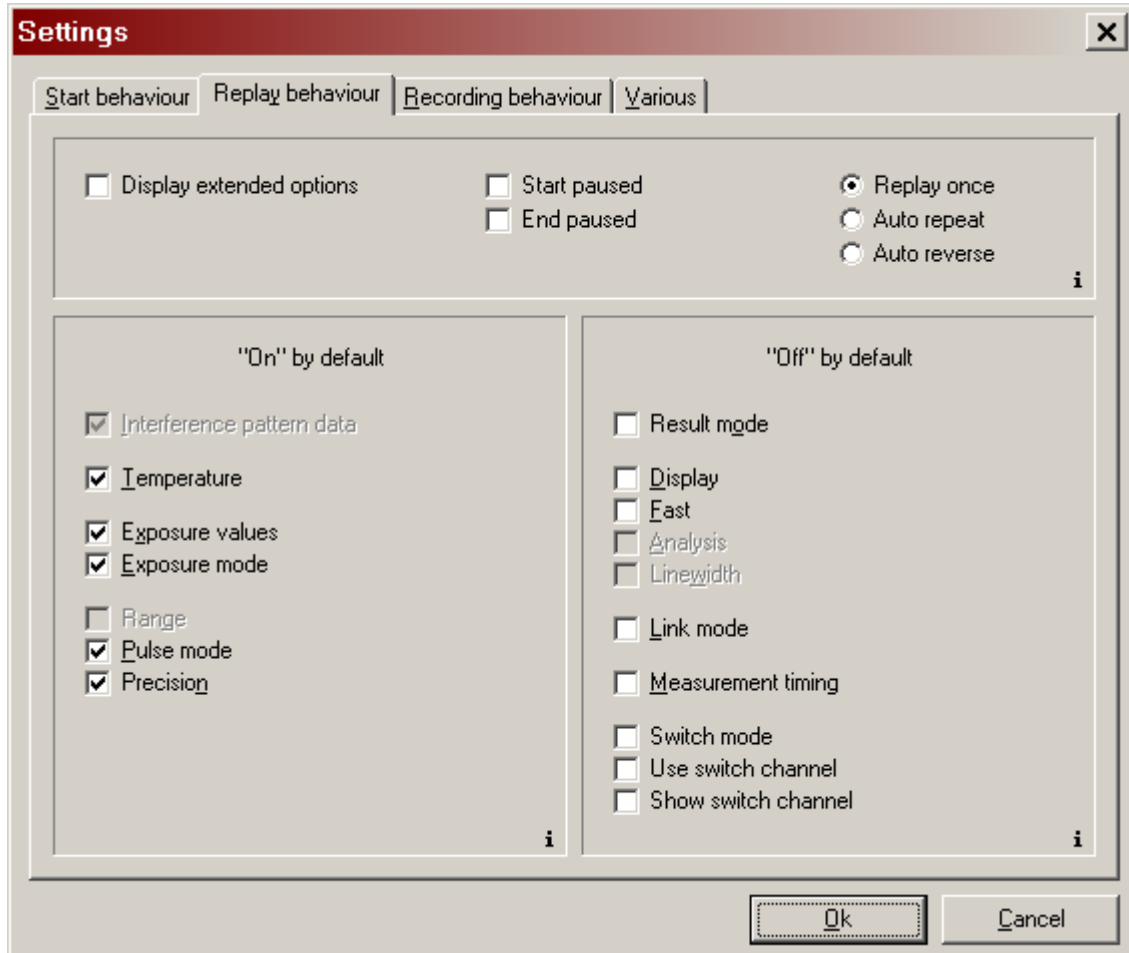 Settings
Start behaviour
Replay behaviour
Recording behaviour
Various
Display extended options
Start paused
End paused
Replay once
Auto repeat
Auto reverse
i
"On" by default
Interference pattern data
Temperature
Exposure values
Exposure mode
Range
Pulse mode
Precision
i
"Off" by default
Result mode
Display
Fast
Analysis
Linewidth
Link mode
Measurement timing
Switch mode
Use switch channel
Show switch channel
i
Ok
Cancel